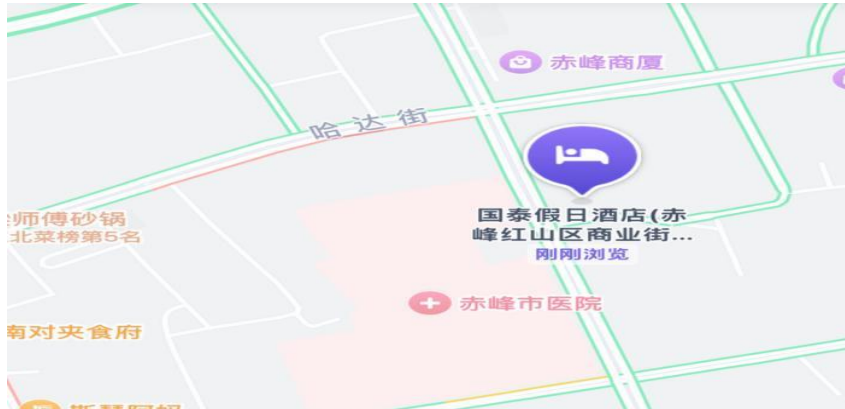 赤峰商厦
哈达街
国泰假日酒店(赤
峰红山区商业街...
刚刚浏览
师傅砂锅
北菜榜第5名
赤峰市医院
南对夹食府